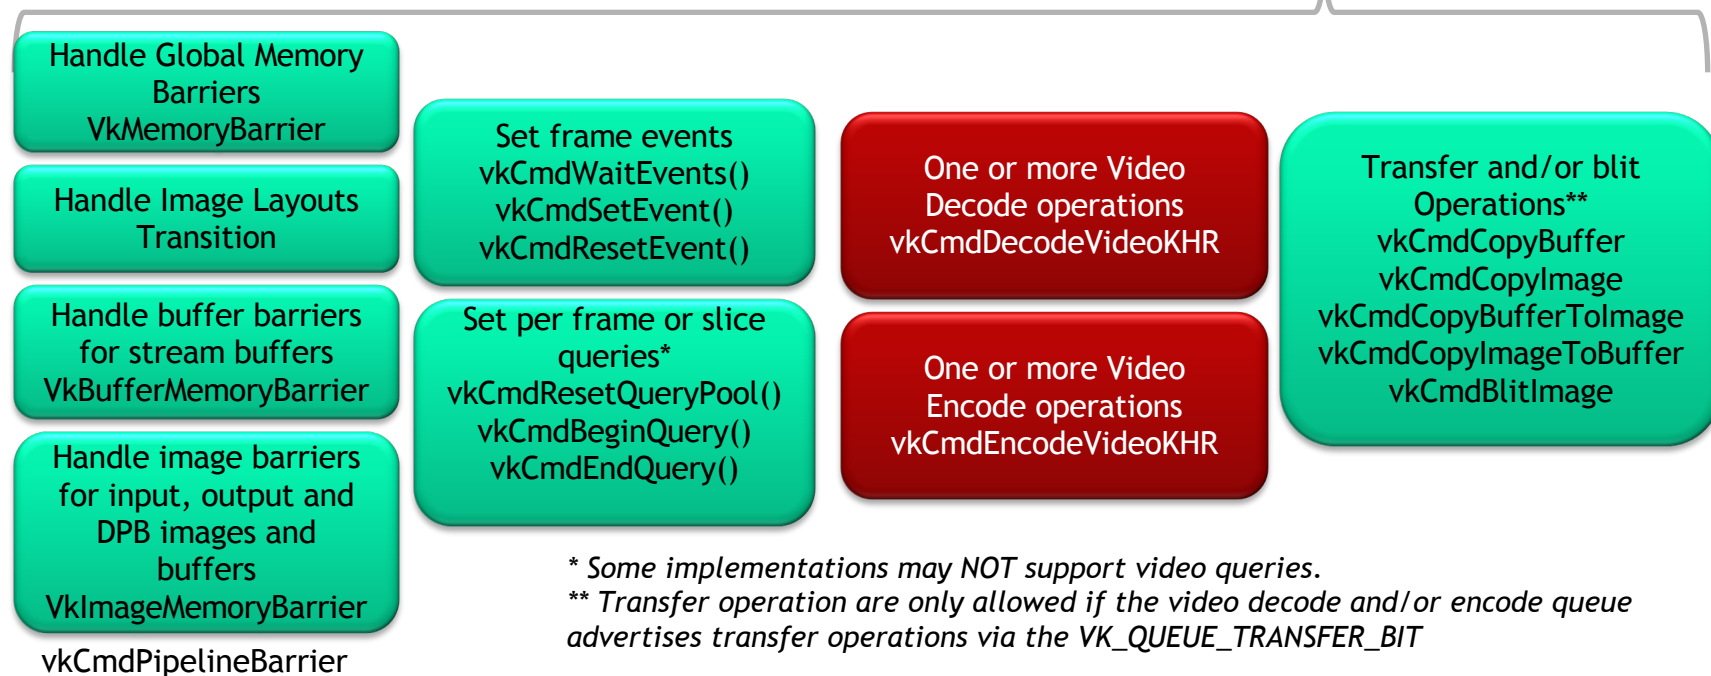 Handle Global Memory
Barriers
VkMemoryBarrier
Handle Image Layouts
Transition
Handle buffer barriers
for stream buffers
VkBufferMemoryBarrier
Handle image barriers
for input, output and
DPB images and
buffers
VkImageMemoryBarrier
vkCmdPipelineBarrier
Set frame events
vkCmdWaitEvents()
vkCmdSetEvent()
vkCmdResetEvent()
Set per frame or slice
queries*
vkCmdResetQueryPool()
vkCmdBeginQuery()
vkCmdEndQuery()
One or more Video
Decode operations
vkCmdDecodeVideoKHR
One or more Video
Encode operations
vkCmdEncodeVideoKHR
Transfer and/or blit
Operations**
vkCmdCopyBuffer
vkCmdCopyImage
vkCmdCopyBufferToImage
vkCmdCopyImageToBuffer
vkCmdBlitImage
* Some implementations may NOT support video queries.
** Transfer operation are only allowed if the video decode and/or encode queue
advertises transfer operations via the VK_QUEUE_TRANSFER_BIT